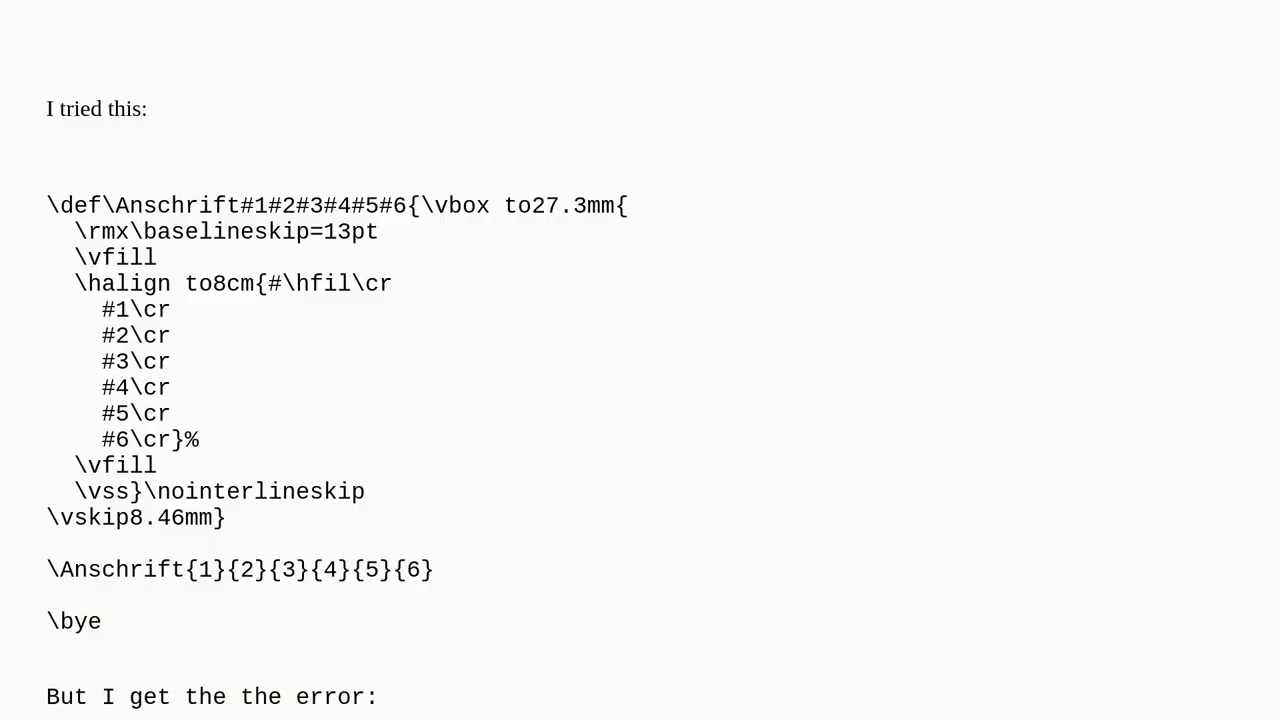 I tried this:
\def\Anschrift#1#2#3#4#5#6{\vbox to27.3mm{
  \rmx\baselineskip=13pt
  \vfill
  \halign to8cm{#\hfil\cr
    #1\cr
    #2\cr
    #3\cr
    #4\cr
    #5\cr
    #6\cr}%
  \vfill
  \vss}\nointerlineskip
\vskip8.46mm}
\Anschrift{1}{2}{3}{4}{5}{6}
\bye
But I get the the error: